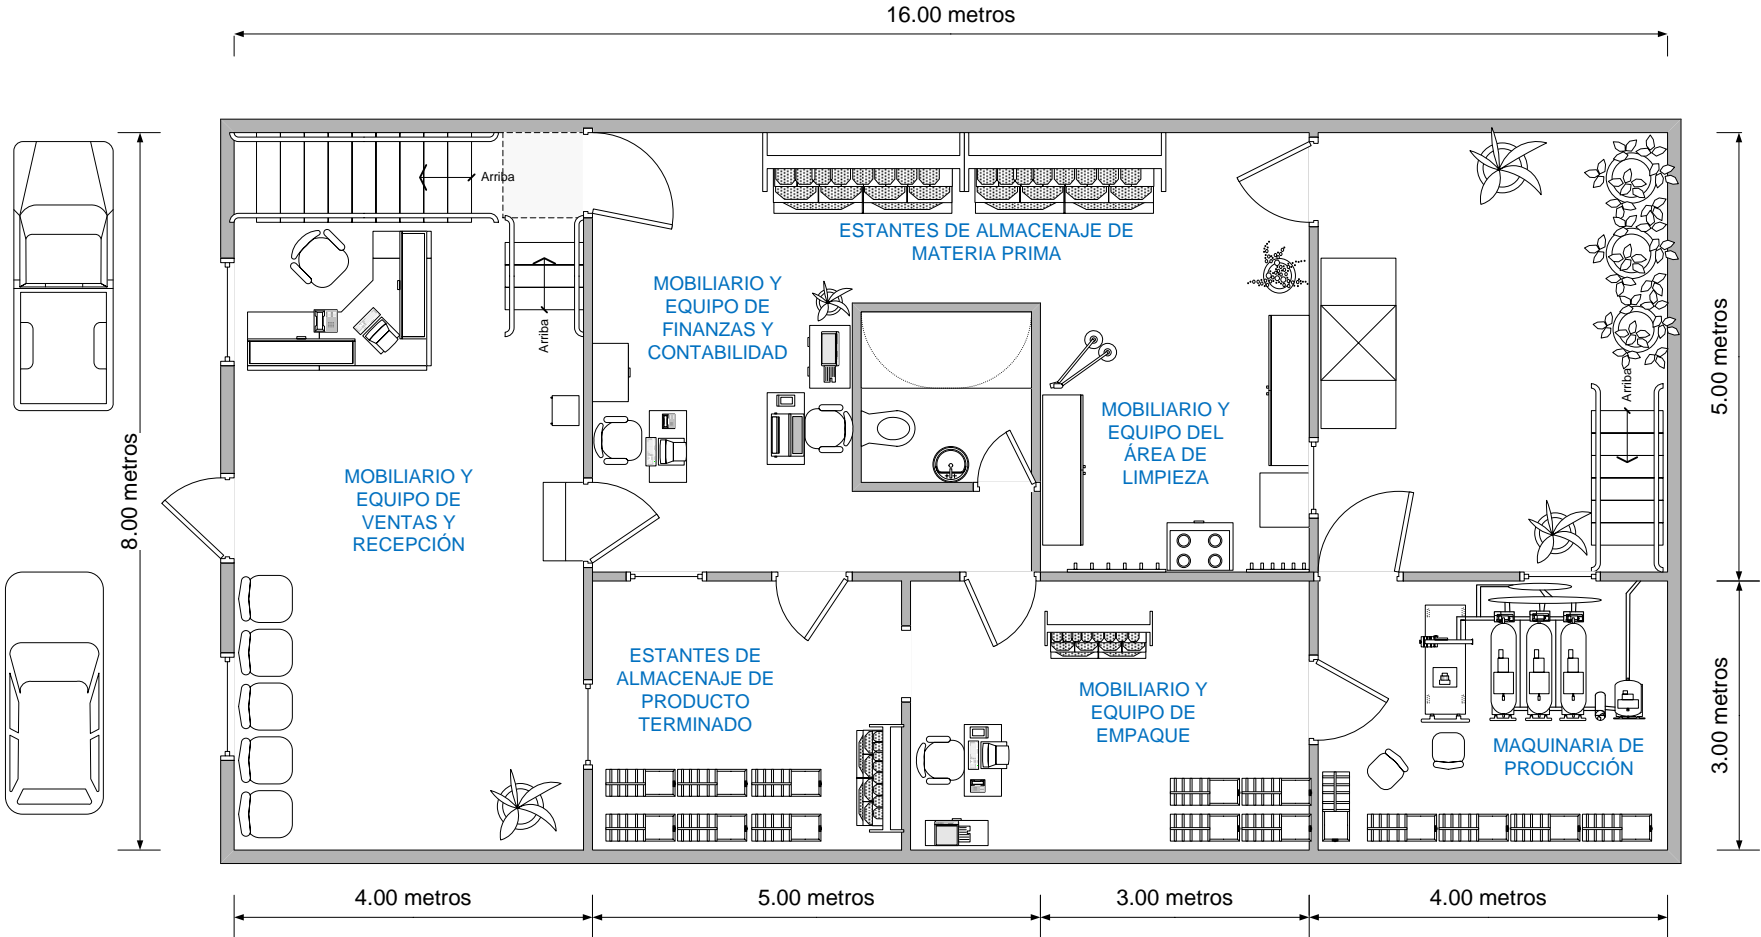 16.00 metros
Arriba
ESTANTES DE ALMACENAJE DE
MATERIA PRIMA
MOBILIARIO Y
EQUIPO DE
FINANZAS Y
CONTABILIDAD
Arriba
5.00 metros
Arriba
MOBILIARIO Y
EQUIPO DEL
ÁREA DE
LIMPIEZA
8.00 metros
MOBILIARIO Y
EQUIPO DE
VENTAS Y
RECEPCIÓN
ESTANTES DE
ALMACENAJE DE
PRODUCTO
TERMINADO
MOBILIARIO Y
EQUIPO DE
EMPAQUE
MAQUINARIA DE
PRODUCCIÓN
3.00 metros
4.00 metros
5.00 metros
3.00 metros
4.00 metros